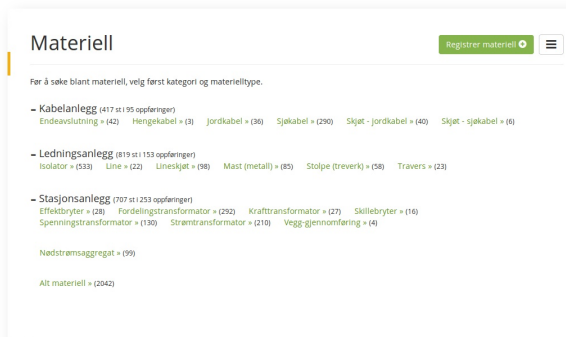 Materiell
Registrer materiell
Før å søke blant materiell, velg først kategori og materielltype.
– Kabelanlegg (417 st i 95 oppføringer)
Endeavslutning » (42) Hengekabel » (3) Jordkabel » (36) Sjøkabel » (290) Skjøt - jordkabel » (40) Skjøt - sjøkabel » (6)
– Ledningsanlegg (819 st i 153 oppføringer)
Isolator » (533) Line » (22) Lineskjøt » (98) Mast (metall) » (85) Stolpe (treverk) » (58) Travers » (23)
– Stasjonsanlegg (707 st i 253 oppføringer)
Effektbryter » (28) Fordelingstransformator » (292) Krafttransformator » (27) Skillebryter » (16)
Spenningstransformator » (130) Strømtransformator » (210) Vegg-gjennomføring » (4)
Nødstrømsaggregat » (99)
Alt materiell » (2042)